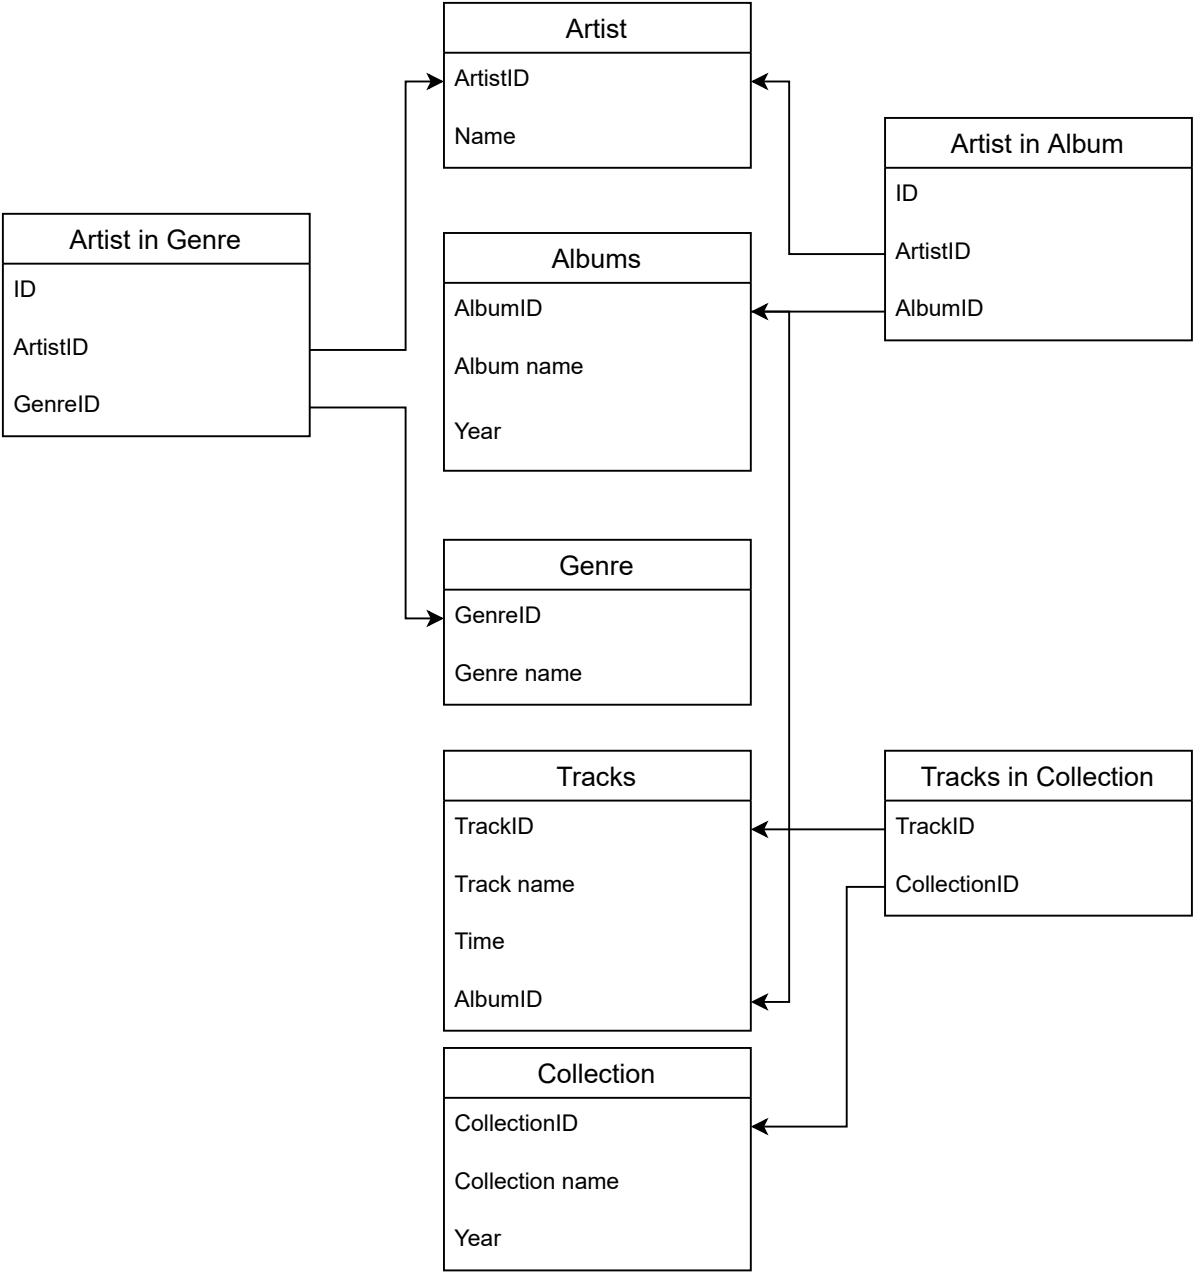 Artist
ArtistID
Name
Artist in Album
ID
ArtistID
AlbumID
Artist in Genre
ID
ArtistID
GenreID
Albums
AlbumID
Album name
Year
Genre
GenreID
Genre name
Tracks
TrackID
Track name
Time
AlbumID
Tracks in Collection
TrackID
CollectionID
Collection
CollectionID
Collection name
Year